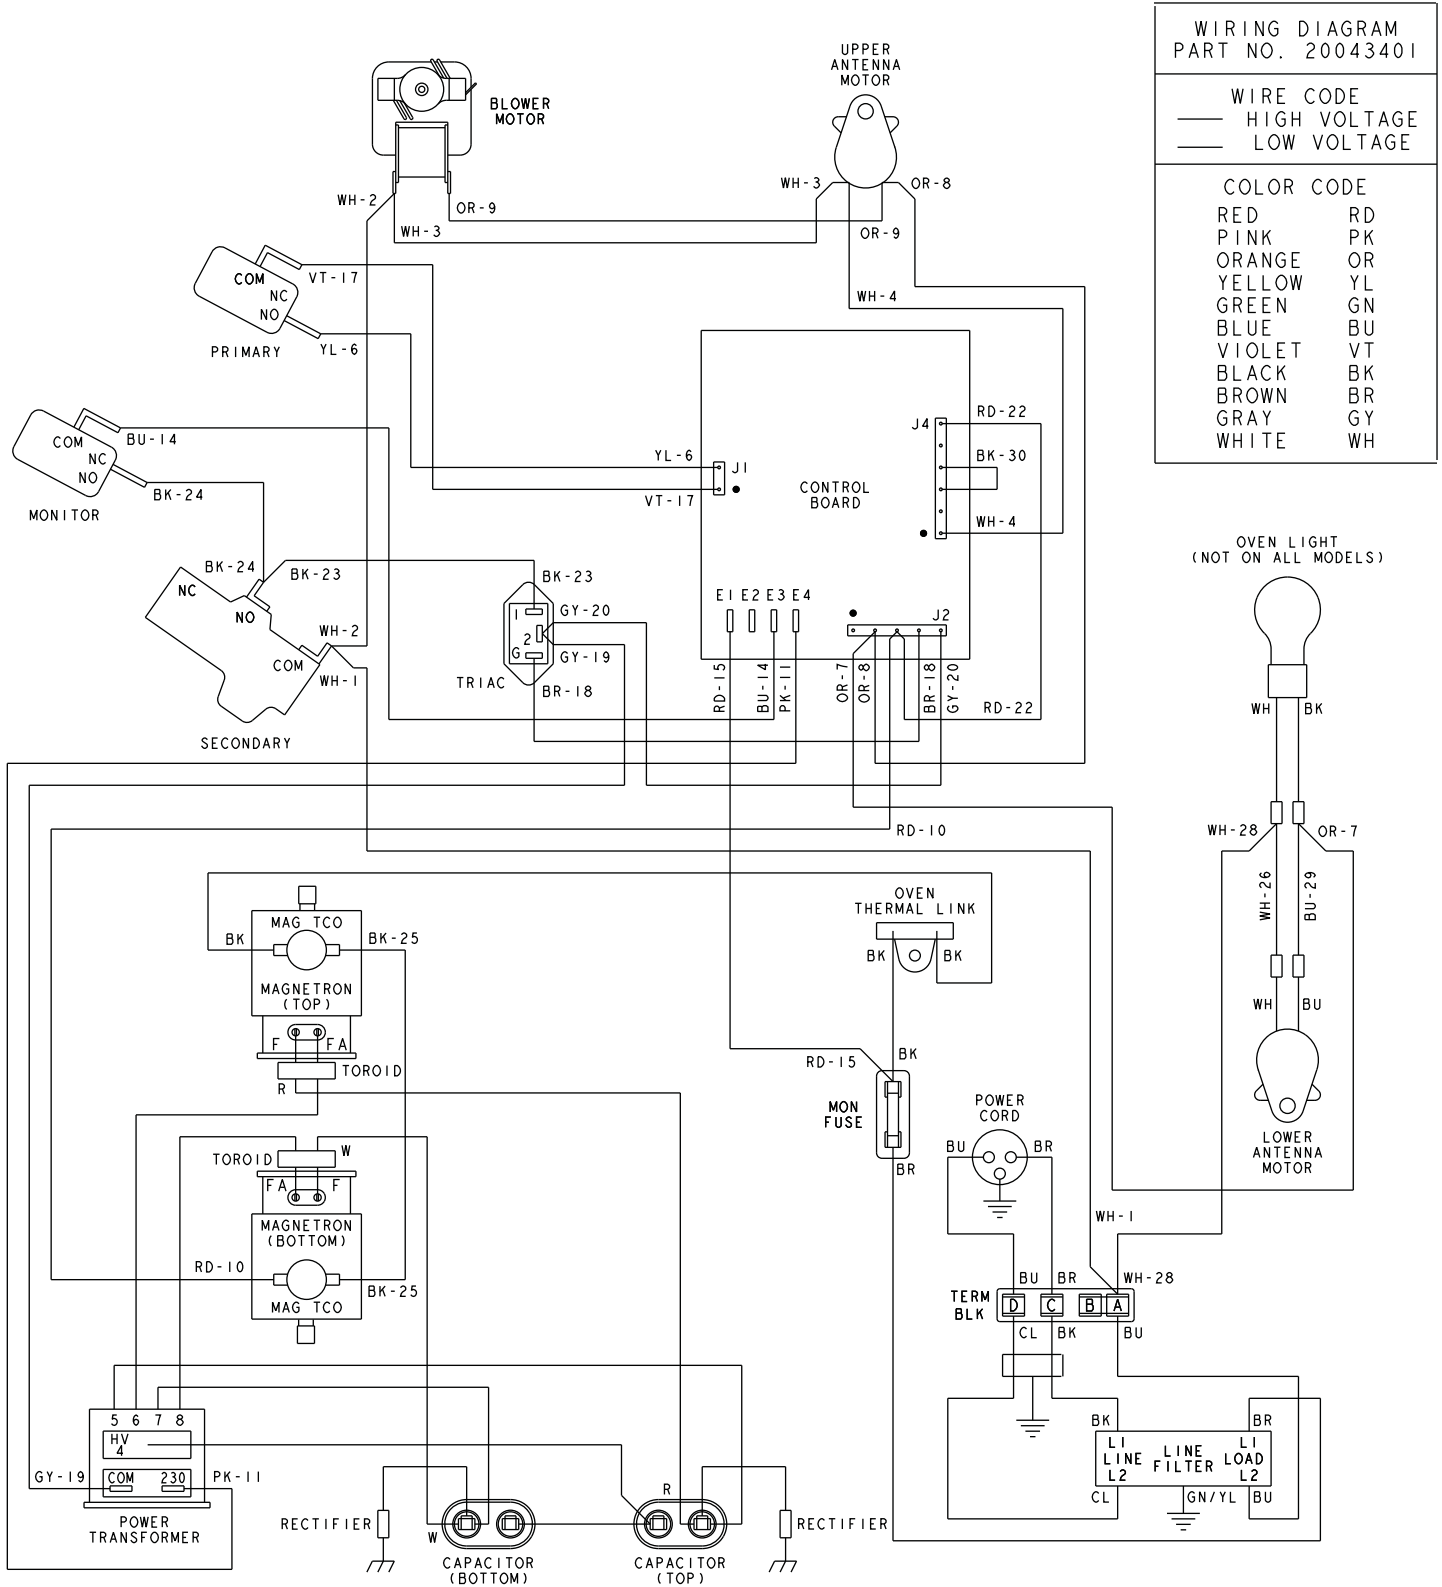 WIRING DIAGRAM
PART NO. 20043401
WIRE CODE
HIGH VOLTAGE
LOW VOLTAGE
COLOR CODE
RED RD
PINK PK
ORANGE OR
YELLOW YL
GREEN GN
BLUE BU
VIOLET VT
BLACK BK
BROWN BR
GRAY GY
WHITE WH
UPPER
ANTENNA
MOTOR
BLOWER
MOTOR
WH-2
OR-9
WH-3
WH-3
OR-8
OR-9
WH-4
COM
NC
NO
VT-17
YL-6
PRIMARY
COM
NC
NO
BU-14
BK-24
MONITOR
YL-6
VT-17
J1
CONTROL
BOARD
J4
RD-22
BK-30
WH-4
E1 E2 E3 E4
J2
RD-15
BU-14
PK-11
OR-7
OR-8
BR-18
GY-20
RD-22
BK-24
BK-23
NC
NO
COM
WH-2
WH-1
SECONDARY
BK-23
GY-20
GY-19
BR-18
1
2
G
TRIAC
RD-10
OVEN LIGHT
(NOT ON ALL MODELS)
WH
BK
WH-28
OR-7
WH-26
BU-29
WH
BU
LOWER
ANTENNA
MOTOR
MAG TCO
BK
BK-25
MAGNETRON
(TOP)
F
FA
TOROID
R
OVEN
THERMAL LINK
BK
BK
RD-15
BK
MON
FUSE
BR
POWER
CORD
BU
BR
TOROID
W
FA
F
MAGNETRON
(BOTTOM)
RD-10
BK-25
MAG TCO
WH-1
BU
BR
WH-28
TERM
BLK
D C B A
CL
BK
BU
BK
BR
L1
LINE
L2
LINE
FILTER
L1
LOAD
L2
CL
GN/YL
BU
5 6 7 8
HV
4
COM 230
GY-19
PK-11
POWER
TRANSFORMER
RECTIFIER
W
CAPACITOR
(BOTTOM)
R
CAPACITOR
(TOP)
RECTIFIER